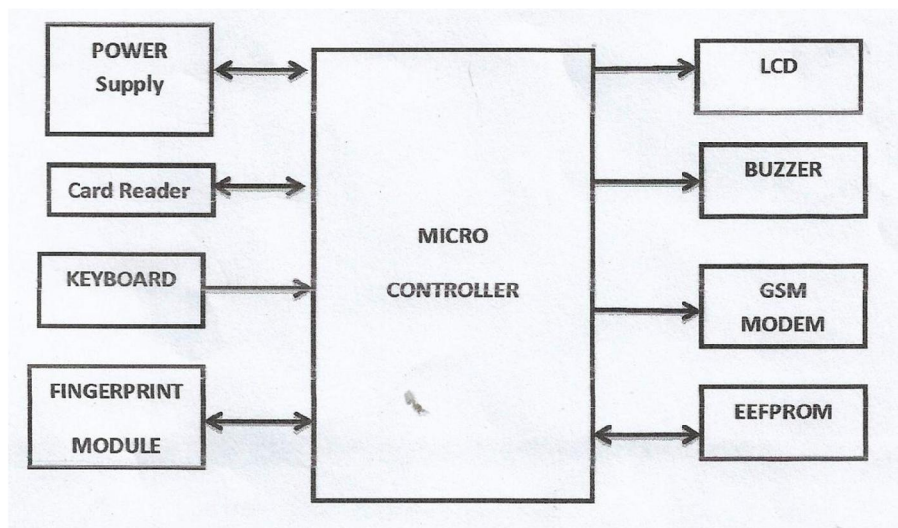 POWER
Supply
Card Reader
KEYBOARD
FINGERPRINT
MODULE
MICRO
CONTROLLER
LCD
BUZZER
GSM
MODEM
EEFPROM